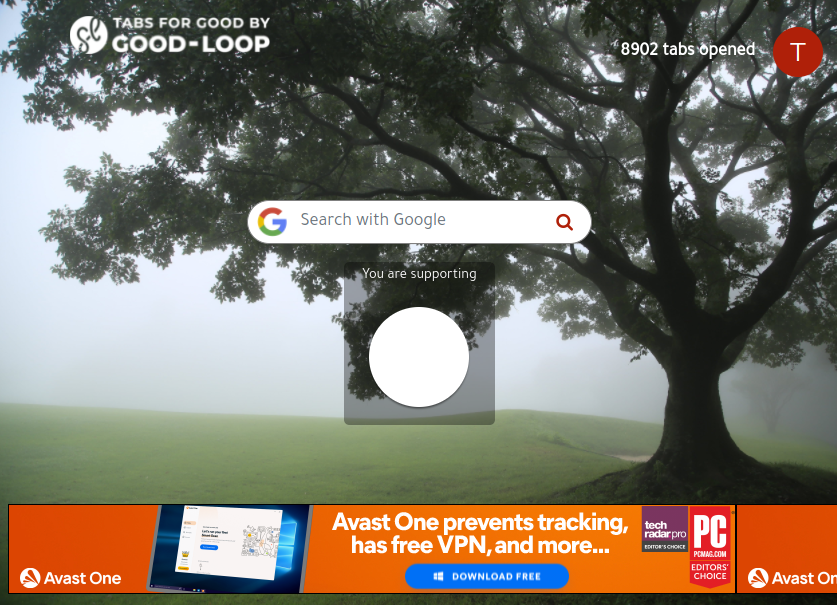 TABS FOR GOOD BY
GOOD-LOOP
8902 tabs opened
T
Search with Google
You are supporting
Avast One
Avast One prevents tracking,
has free VPN, and more...
DOWNLOAD FREE
tech
radar pro
EDITOR'S CHOICE
PC
PCMAG.COM
EDITORS'
CHOICE
Avast On